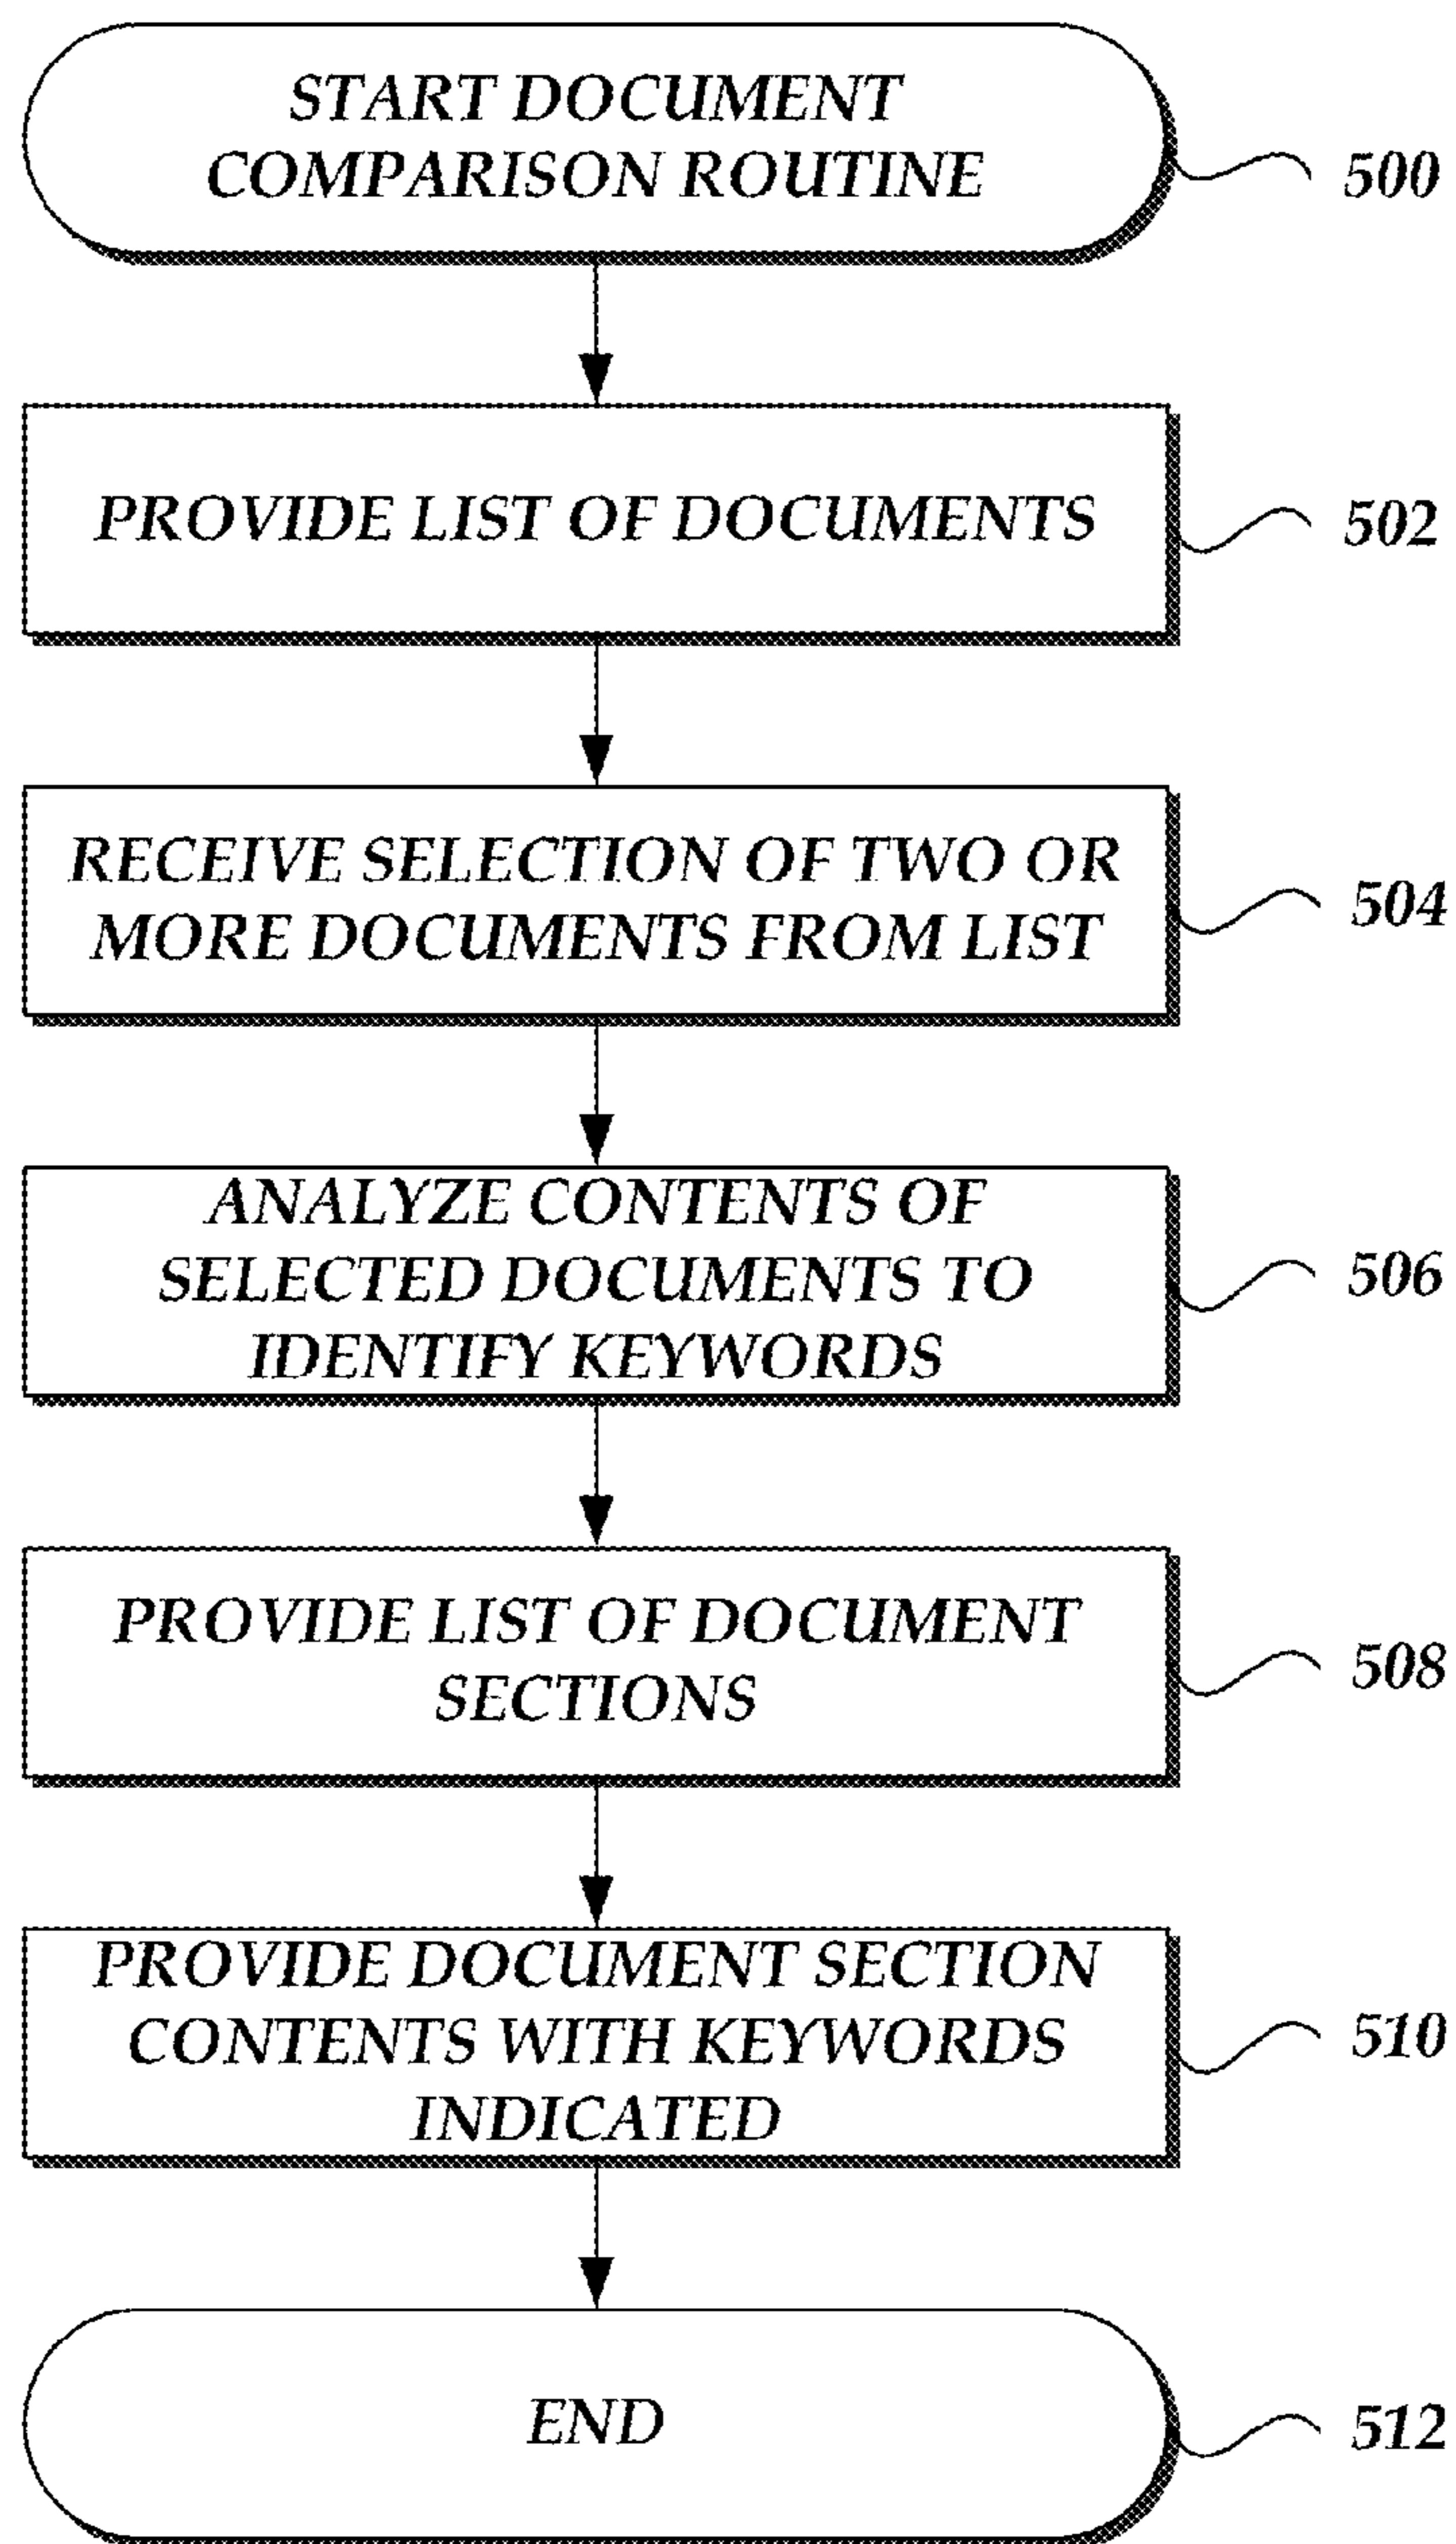 START DOCUMENT
COMPARISON ROUTINE
500
PROVIDE LIST OF DOCUMENTS
502
RECEIVE SELECTION OF TWO OR
MORE DOCUMENTS FROM LIST
504
ANALYZE CONTENTS OF
SELECTED DOCUMENTS TO
IDENTIFY KEYWORDS
506
PROVIDE LIST OF DOCUMENT
SECTIONS
508
PROVIDE DOCUMENT SECTION
CONTENTS WITH KEYWORDS
INDICATED
510
END
512